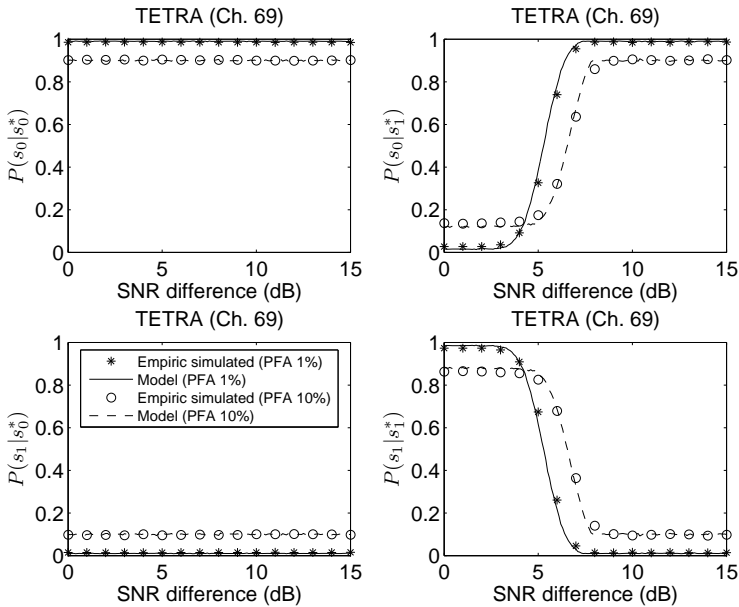 TETRA (Ch. 69)
1
0.8
0.6
0.4
0.2
0
P(s₀|s₀*)
0 5 10 15
SNR difference (dB)
TETRA (Ch. 69)
1
0.8
0.6
0.4
0.2
0
P(s₀|s₁*)
0 5 10 15
SNR difference (dB)
TETRA (Ch. 69)
1
0.8
0.6
0.4
0.2
0
P(s₁|s₀*)
Empiric simulated (PFA 1%)
Model (PFA 1%)
Empiric simulated (PFA 10%)
Model (PFA 10%)
0 5 10 15
SNR difference (dB)
TETRA (Ch. 69)
1
0.8
0.6
0.4
0.2
0
P(s₁|s₁*)
0 5 10 15
SNR difference (dB)